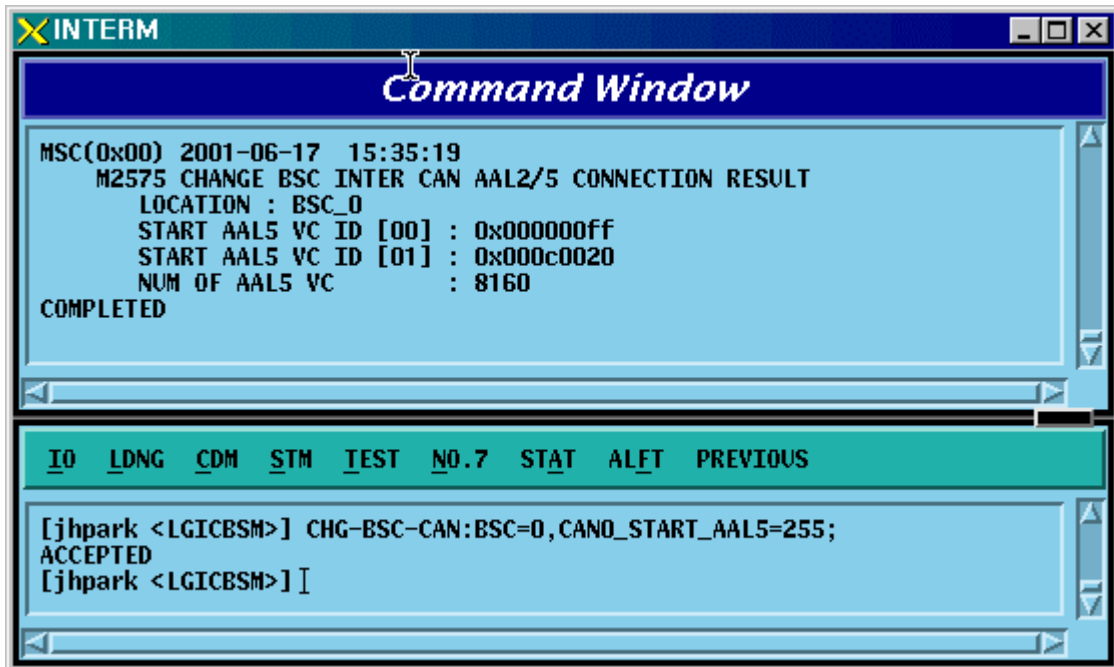 INTERM
Command Window
MSC(0x00) 2001-06-17 15:35:19
M2575 CHANGE BSC INTER CAN AAL2/5 CONNECTION RESULT
LOCATION : BSC_0
START AAL5 VC ID [00] : 0x000000ff
START AAL5 VC ID [01] : 0x000c0020
NUM OF AAL5 VC : 8160
COMPLETED
IO LDNG CDM STM TEST NO.7 STAT ALFT PREVIOUS
[jhpark <LGICBSM>] CHG-BSC-CAN:BSC=0,CAN0_START_AAL5=255;
ACCEPTED
[jhpark <LGICBSM>]